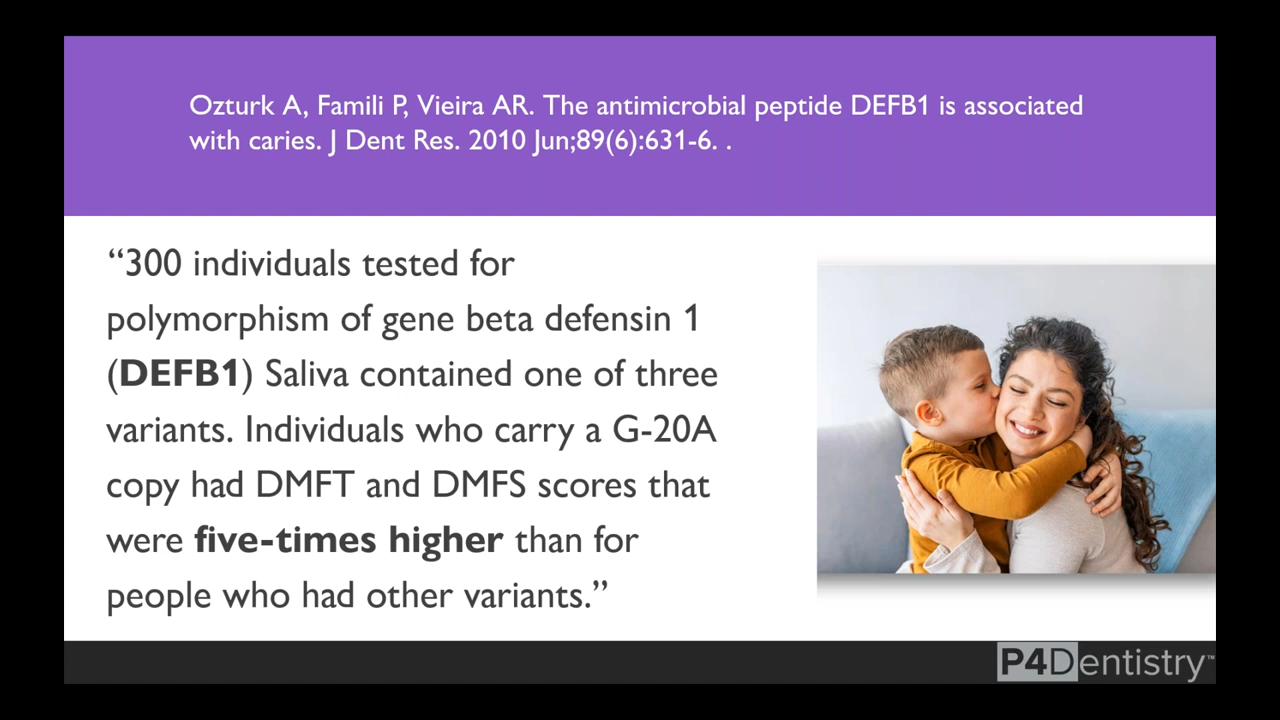 Ozturk A, Famili P, Vieira AR. The antimicrobial peptide DEFB1 is associated
with caries. J Dent Res. 2010 Jun;89(6):631-6. .
“300 individuals tested for
polymorphism of gene beta defensin 1
(DEFB1) Saliva contained one of three
variants. Individuals who carry a G-20A
copy had DMFT and DMFS scores that
were five-times higher than for
people who had other variants.”
P4Dentistry™